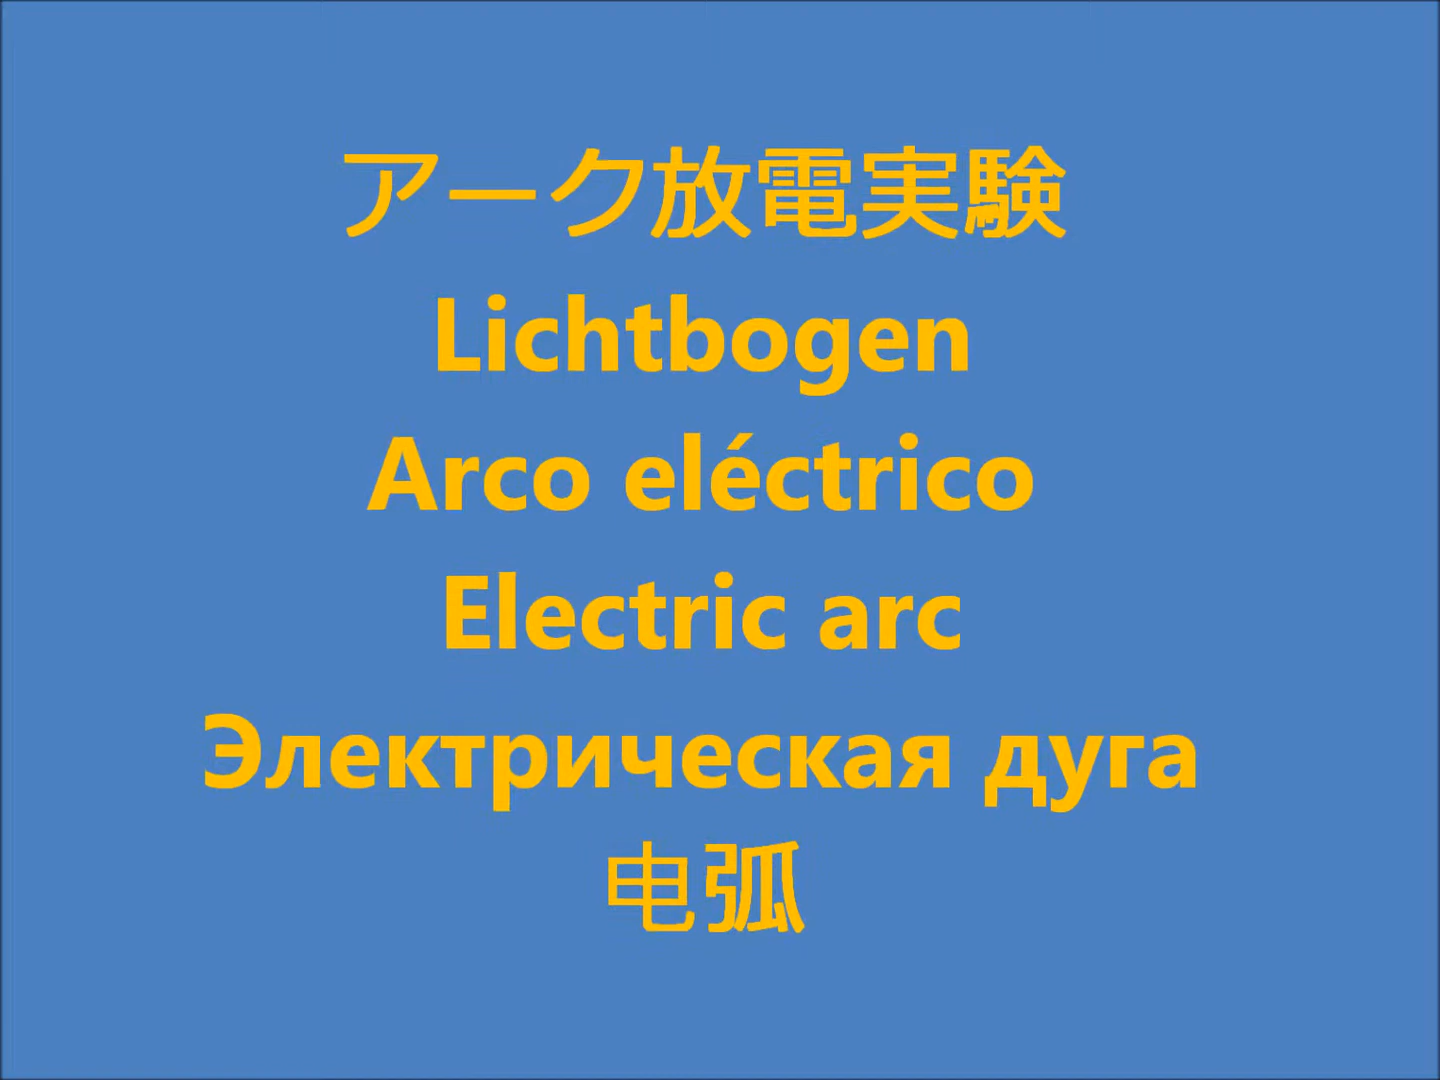 アーク放電実験
Lichtbogen
Arco eléctrico
Electric arc
Электрическая дуга
电弧